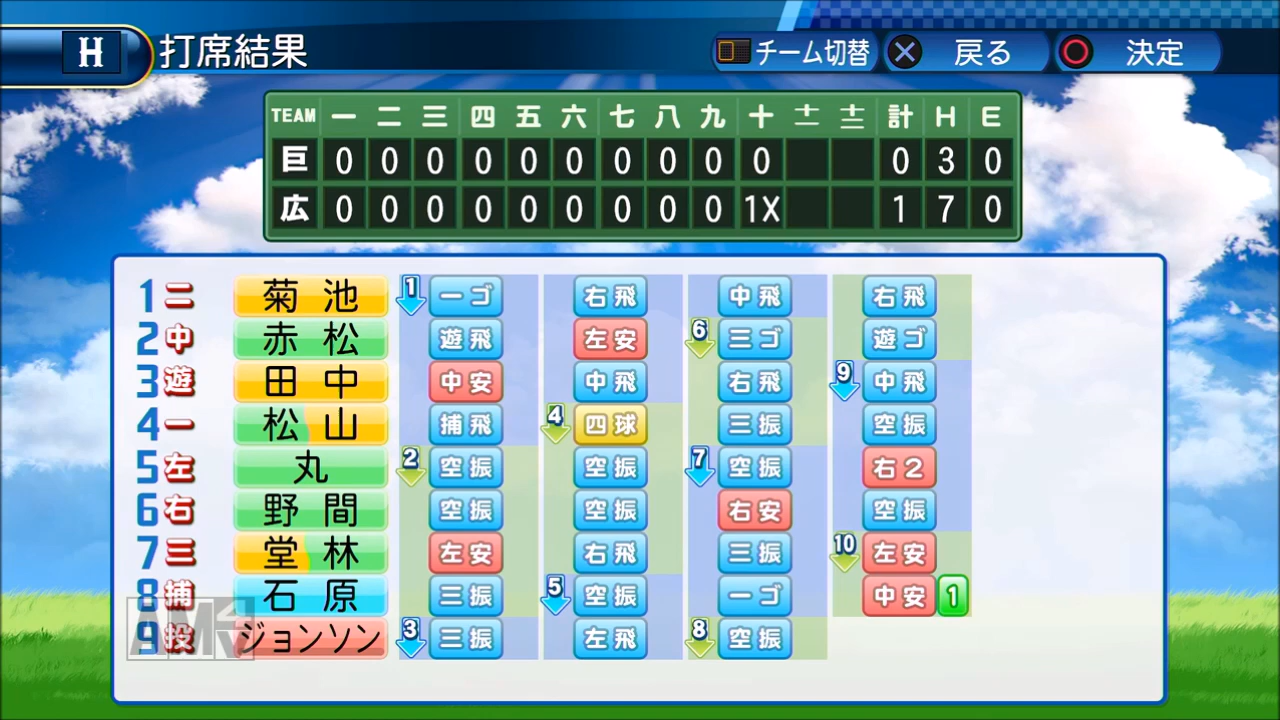 H 打席結果 チーム切替 戻る 決定
TEAM 一 二 三 四 五 六 七 八 九 十 十一 十二 計 H E
巨 0 0 0 0 0 0 0 0 0 0 0 3 0
広 0 0 0 0 0 0 0 0 0 1X 1 7 0
1 二 菊池 1 一ゴ 右飛 中飛 右飛
2 中 赤松 遊飛 左安 6 三ゴ 遊ゴ
3 遊 田中 中安 中飛 右飛 9 中飛
4 一 松山 捕飛 4 四球 三振 空振
5 左 丸 2 空振 空振 7 空振 右2
6 右 野間 空振 空振 右安 空振
7 三 堂林 左安 右飛 三振 10 左安
8 捕 石原 三振 5 空振 一ゴ 中安 1
9 投 ジョンソン 3 三振 左飛 8 空振